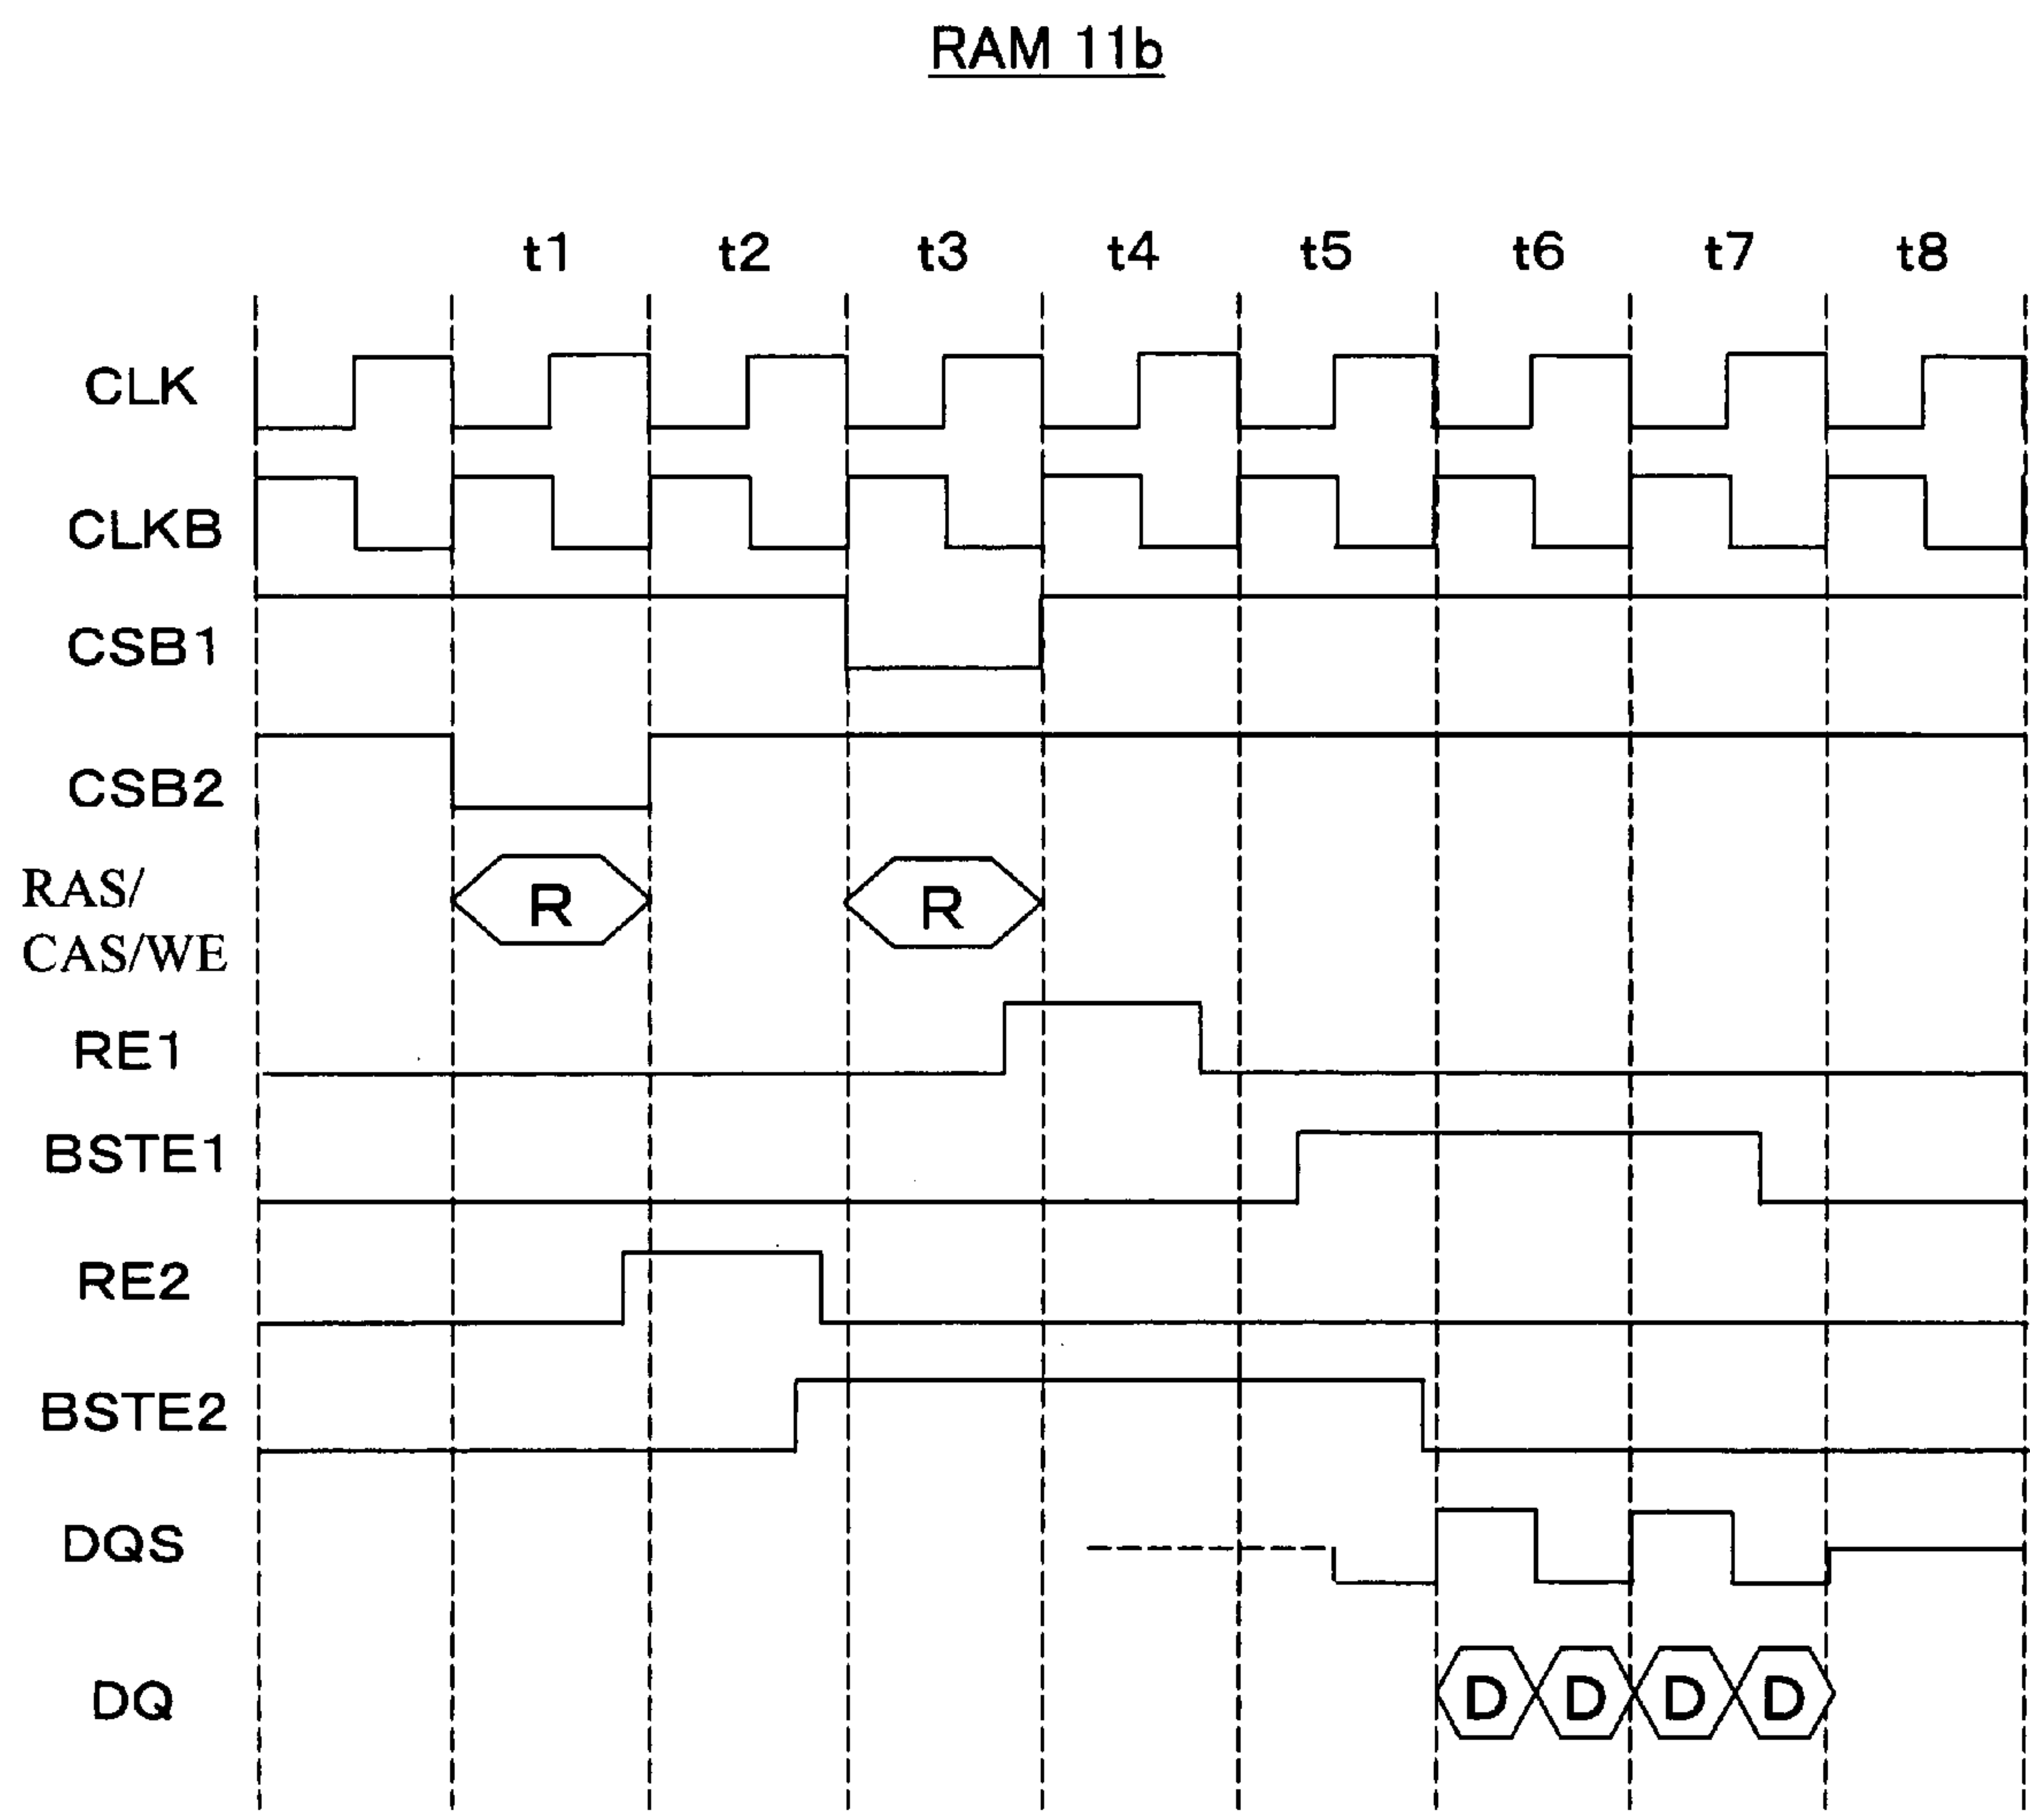 RAM 11b
t1 t2 t3 t4 t5 t6 t7 t8
CLK
CLKB
CSB1
CSB2
RAS/
CAS/WE
R R
RE1
BSTE1
RE2
BSTE2
DQS
DQ
D D D D